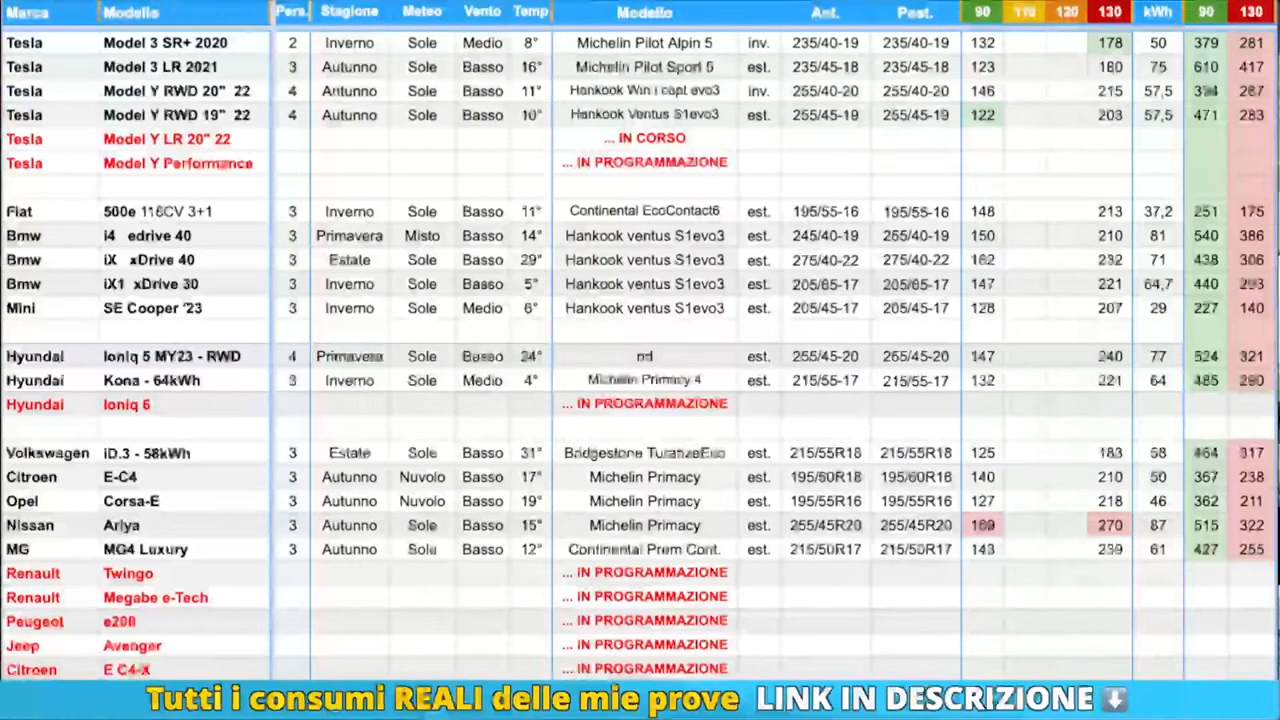 Marca Modello Pers. Stagione Meteo Vento Temp Modello Ant. Post. 90 110 120 130 kWh 90 130
Tesla Model 3 SR+ 2020 2 Inverno Sole Medio 8° Michelin Pilot Alpin 5 inv. 235/40-19 235/40-19 132 178 50 379 281
Tesla Model 3 LR 2021 3 Autunno Sole Basso 16° Michelin Pilot Sport 235/45-18 235/45-18 123 180 75 610 417
Tesla Model Y RWD 20" 22 4 Autunno Sole Basso 11° Hankook evo3 inv. 255/40-20 255/40-20 146 215 57,5 267
Tesla Model Y RWD 19" 22 4 Autunno Sole Basso 10° Hankook Ventus S1evo3 est. 255/45-19 255/45-19 122 203 57,5 471 283
Tesla Model Y LR 20" 22 ... IN CORSO
Tesla Model Y Performance ... IN PROGRAMMAZIONE
Fiat 500e 118CV 3+1 3 Inverno Sole Basso 11° Continental EcoContact6 est. 195/55-16 195/55-16 148 213 37,2 251 175
Bmw i4 edrive 40 3 Primavera Misto Basso 14° Hankook ventus S1evo3 est. 245/40-19 255/40-19 150 210 81 540 386
Bmw iX xDrive 40 3 Estate Sole Basso 29° Hankook ventus S1evo3 est. 275/40-22 275/40-22 162 232 71 438 306
Bmw iX1 xDrive 30 3 Inverno Sole Basso 5° Hankook ventus S1evo3 est. 205/65-17 205/65-17 147 221 64,7 440 293
Mini SE Cooper '23 3 Inverno Sole Medio 6° Hankook ventus S1evo3 est. 205/45-17 205/45-17 128 207 29 227 140
Hyundai Ioniq 5 MY23 - RWD 4 Primavera Sole Basso 24° nd est. 255/45-20 255/45-20 147 240 77 524 321
Hyundai Kona - 64kWh 3 Inverno Sole Medio 4° Michelin Primacy 4 est. 215/55-17 215/55-17 132 221 64 485 290
Hyundai Ioniq 6 ... IN PROGRAMMAZIONE
Volkswagen iD.3 - 58kWh 3 Estate Sole Basso 31° Bridgestone est. 215/55R18 215/55R18 125 183 58 464 317
Citroen E-C4 3 Autunno Nuvolo Basso 17° Michelin Primacy est. 195/60R18 195/60R18 140 210 50 357 238
Opel Corsa-E 3 Autunno Nuvolo Basso 19° Michelin Primacy est. 195/55R16 195/55R16 127 218 46 362 211
Nissan Ariya 3 Autunno Sole Basso 15° Michelin Primacy est. 255/45R20 255/45R20 169 270 87 515 322
MG MG4 Luxury 3 Autunno Sole Basso 12° Continental Prem Cont. est. 215/50R17 215/50R17 143 239 61 427 255
Renault Twingo ... IN PROGRAMMAZIONE
Renault Megabe e-Tech ... IN PROGRAMMAZIONE
Peugeot e208 ... IN PROGRAMMAZIONE
Jeep Avenger ... IN PROGRAMMAZIONE
Citroen E C4-X ... IN PROGRAMMAZIONE
Tutti i consumi REALI delle mie prove LINK IN DESCRIZIONE